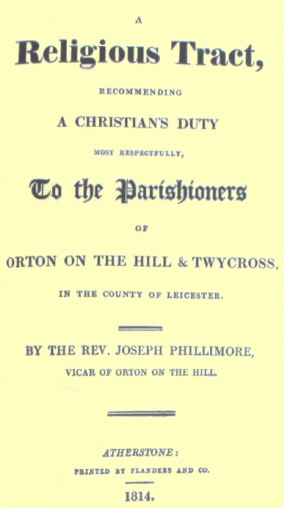 A
Religious Tract,
RECOMMENDING
A CHRISTIAN'S DUTY
MOST RESPECTFULLY,
To the Parishioners
OF
ORTON ON THE HILL & TWYCROSS,
IN THE COUNTY OF LEICESTER.
BY THE REV. JOSEPH PHILLIMORE,
VICAR OF ORTON ON THE HILL.
ATHERSTONE:
PRINTED BY FLANDERS AND CO.
1814.